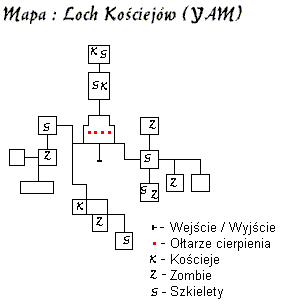 Mapa : Loch Kościejów (YAM)
K S
S K
S
Z
Z
S
S Z
Z
K
Z
S
- Wejście / Wyjście
- Ołtarze cierpienia
K - Kościeje
Z - Zombie
S - Szkielety